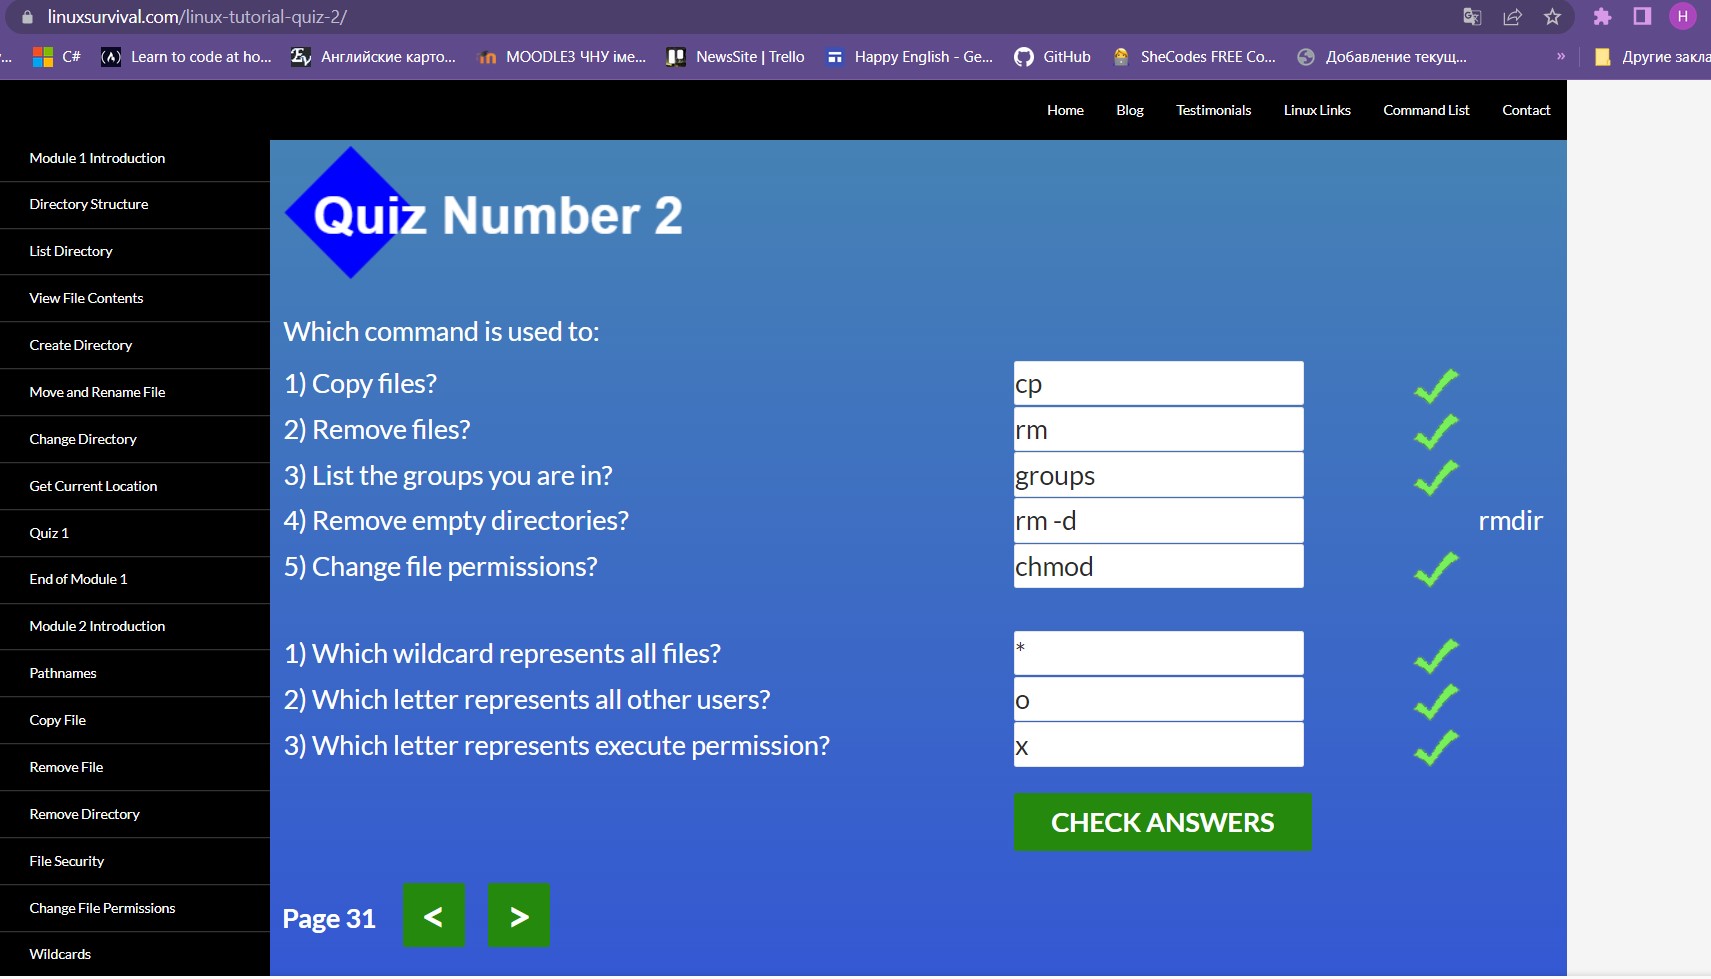 linuxsurvival.com/linux-tutorial-quiz-2/
H
... C# Learn to code at ho... Английские карто... MOODLE3 ЧНУ іме... NewsSite | Trello Happy English - Ge... GitHub SheCodes FREE Co... Добавление текущ... » Другие закла
Home Blog Testimonials Linux Links Command List Contact
Module 1 Introduction
Directory Structure
List Directory
View File Contents
Create Directory
Move and Rename File
Change Directory
Get Current Location
Quiz 1
End of Module 1
Module 2 Introduction
Pathnames
Copy File
Remove File
Remove Directory
File Security
Change File Permissions
Wildcards
Quiz Number 2
Which command is used to:
1) Copy files? cp
2) Remove files? rm
3) List the groups you are in? groups
4) Remove empty directories? rm -d rmdir
5) Change file permissions? chmod
1) Which wildcard represents all files? *
2) Which letter represents all other users? o
3) Which letter represents execute permission? x
CHECK ANSWERS
Page 31 < >